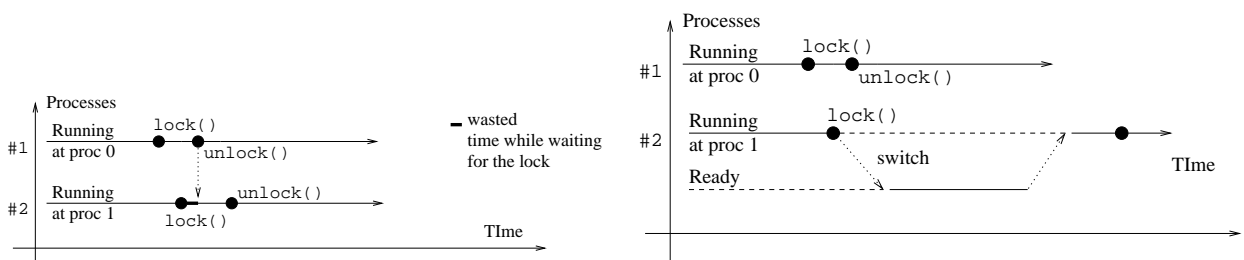 Processes
lock()
Running
#1
at proc 0
unlock()
wasted
time while waiting
for the lock
Running
unlock()
#2
at proc 1
lock()
TIme
Processes
lock()
Running
#1
at proc 0
unlock()
lock()
Running
#2
at proc 1
switch
TIme
Ready